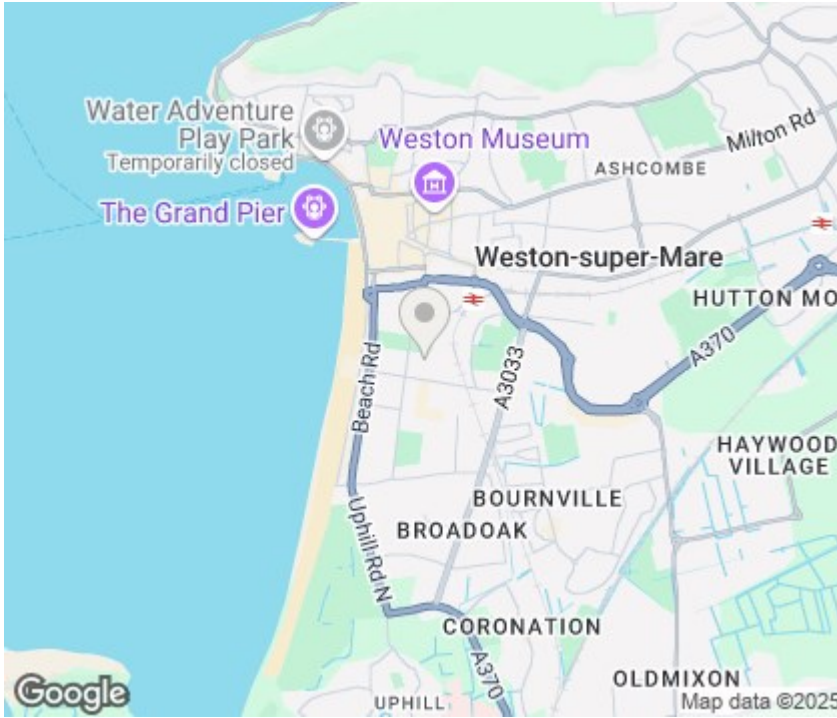 Water Adventure
Play Park
Temporarily closed
Weston Museum
Milton Rd
ASHCOMBE
The Grand Pier
Weston-super-Mare
HUTTON MO
A370
Beach Rd
A3033
HAYWOOD
VILLAGE
BOURNVILLE
BROADOAK
Uphill Rd N
CORONATION
A370
OLDMIXON
UPHILL
Google
Map data ©2025